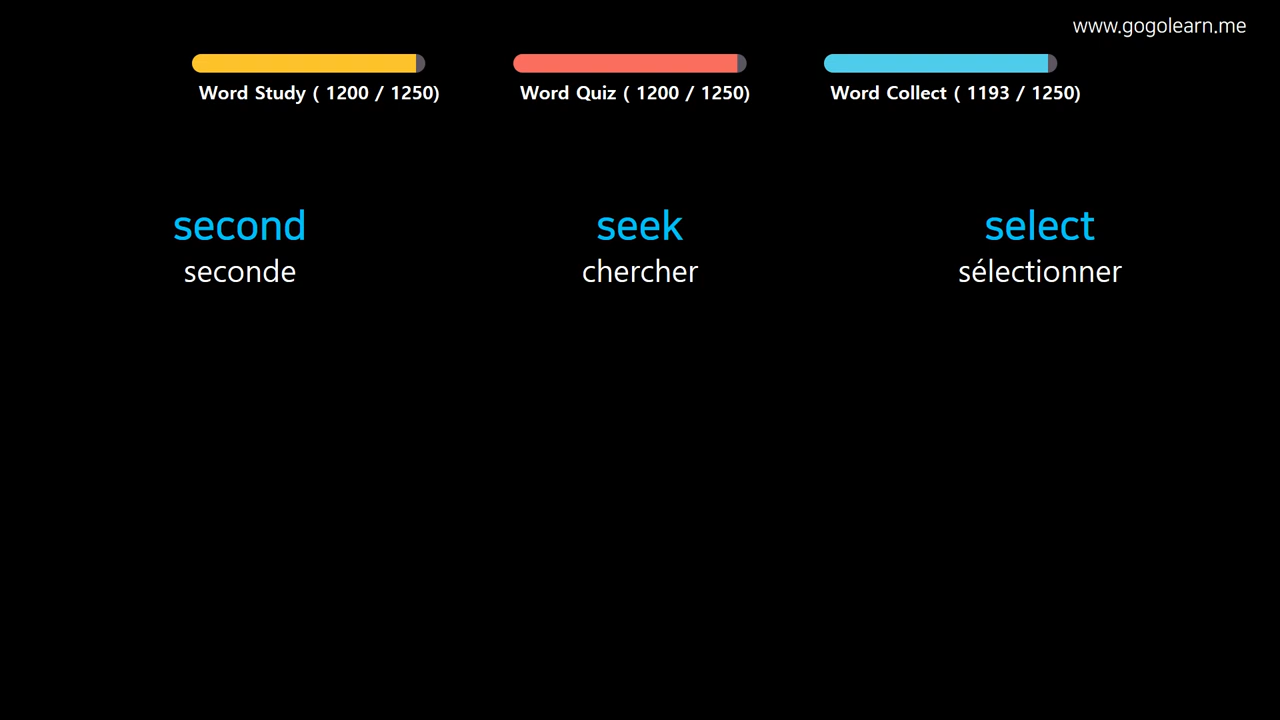 www.gogolearn.me
Word Study ( 1200 / 1250)
Word Quiz ( 1200 / 1250)
Word Collect ( 1193 / 1250)
second
seek
select
seconde
chercher
sélectionner